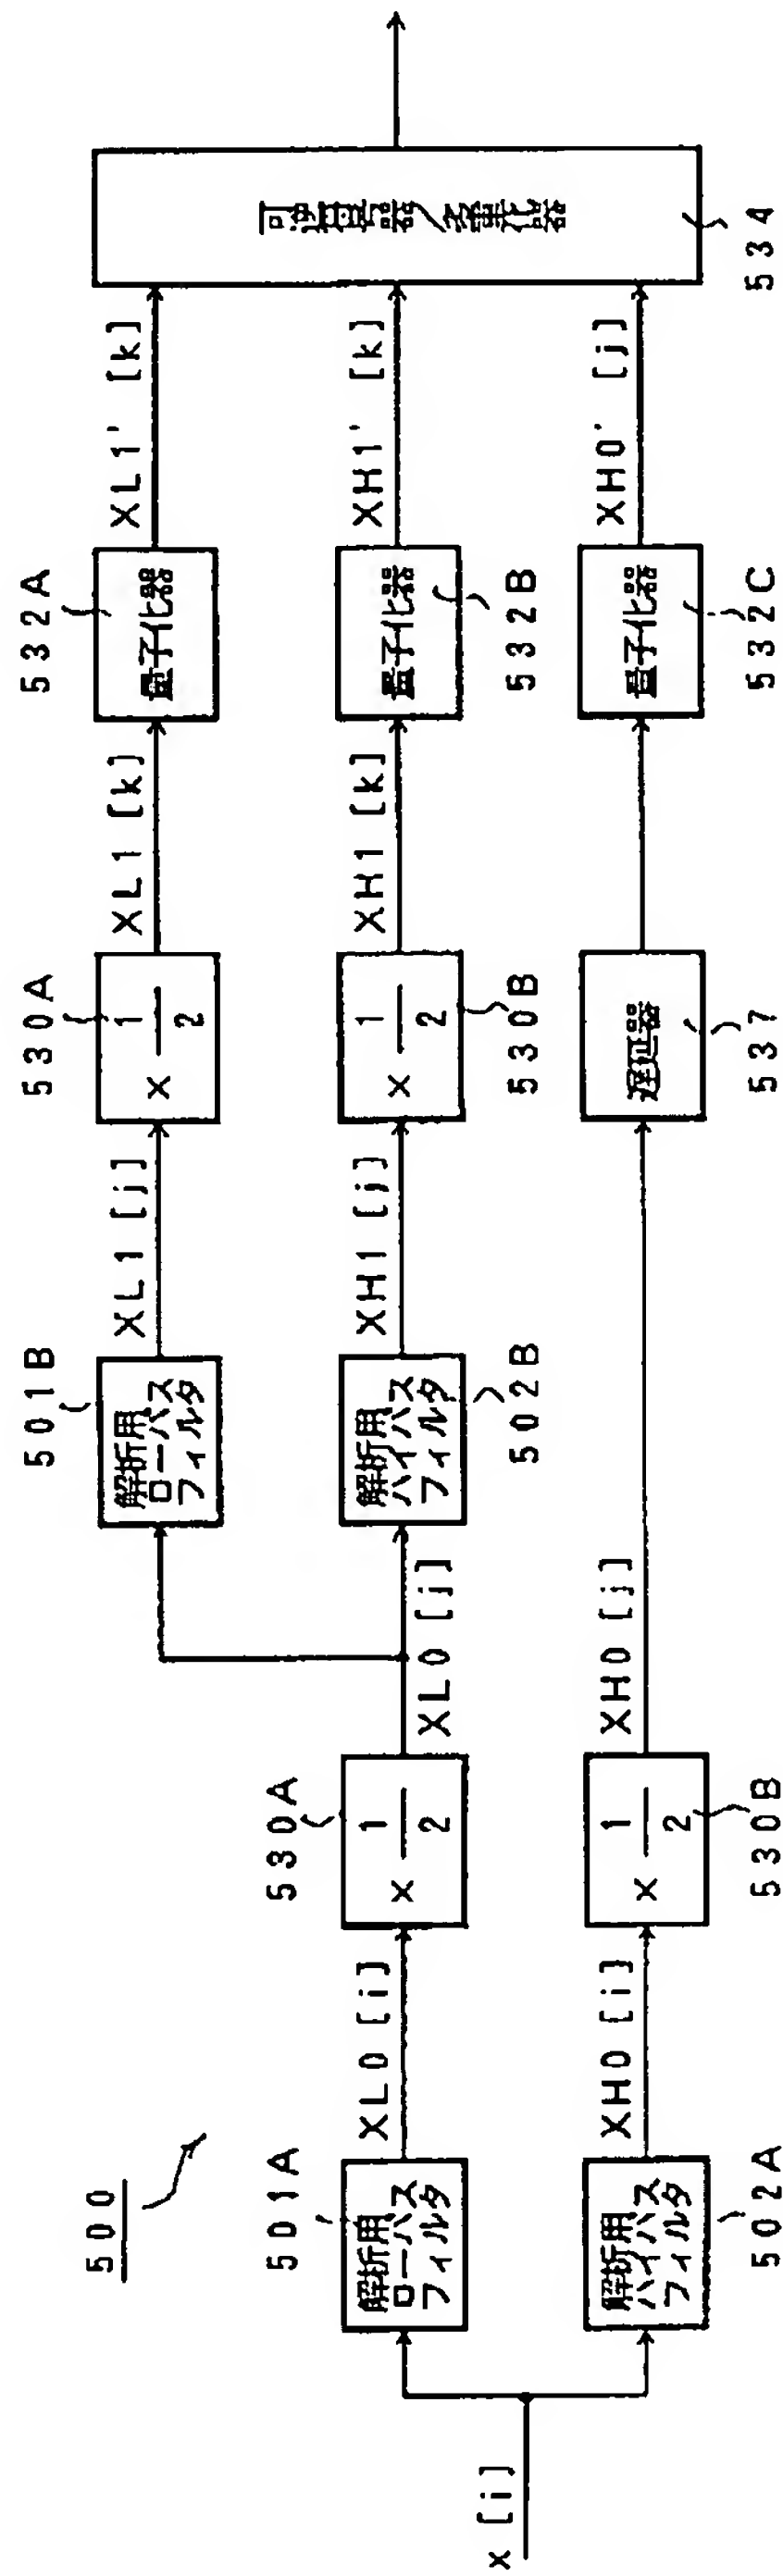 500
x [i]
501A
解析用
ローパス
フィルタ
502A
解析用
ハイパス
フィルタ
XL0 [i]
XH0 [i]
530A
× 1/2
530B
× 1/2
XL0 [j]
XH0 [j]
501B
解析用
ローパス
フィルタ
502B
解析用
ハイパス
フィルタ
XL1 [j]
XH1 [j]
530A
× 1/2
530B
× 1/2
537
遅延器
XL1 [k]
XH1 [k]
532A
量子化器
532B
量子化器
532C
量子化器
XL1' [k]
XH1' [k]
XH0' [j]
534